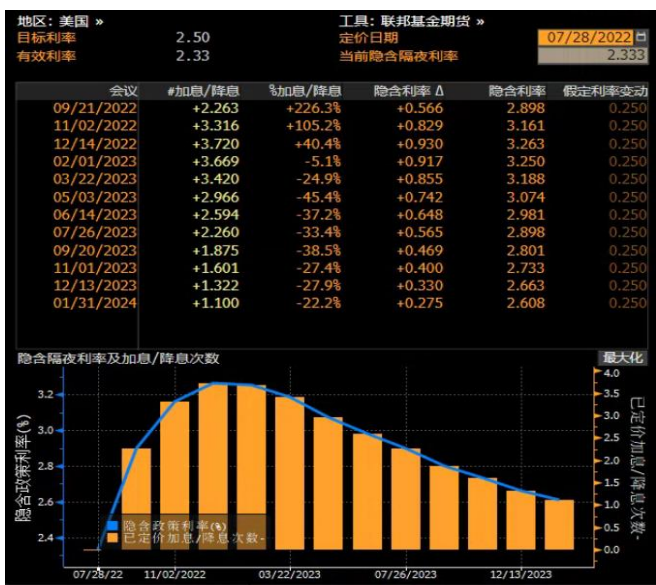 地区: 美国 » 工具: 联邦基金期货 »
目标利率 2.50 定价日期 07/28/2022
有效利率 2.33 当前隐含隔夜利率 2.333
会议 #加息/降息 %加息/降息 隐含利率 Δ 隐含利率 假定利率变动
09/21/2022 +2.263 +226.3% +0.566 2.898 0.250
11/02/2022 +3.316 +105.2% +0.829 3.161 0.250
12/14/2022 +3.720 +40.4% +0.930 3.263 0.250
02/01/2023 +3.669 -5.1% +0.917 3.250 0.250
03/22/2023 +3.420 -24.9% +0.855 3.188 0.250
05/03/2023 +2.966 -45.4% +0.742 3.074 0.250
06/14/2023 +2.594 -37.2% +0.648 2.981 0.250
07/26/2023 +2.260 -33.4% +0.565 2.898 0.250
09/20/2023 +1.875 -38.5% +0.469 2.801 0.250
11/01/2023 +1.601 -27.4% +0.400 2.733 0.250
12/13/2023 +1.322 -27.9% +0.330 2.663 0.250
01/31/2024 +1.100 -22.2% +0.275 2.608 0.250
隐含隔夜利率及加息/降息次数 最大化
隐含政策利率(%)
3.2
3.0
2.8
2.6
2.4
4.0
3.5
3.0
2.5
2.0
1.5
1.0
0.5
0.0
已定价加息/降息次数-
隐含政策利率(%)
已定价加息/降息次数-
07/28/22 11/02/2022 03/22/2023 07/26/2023 12/13/2023